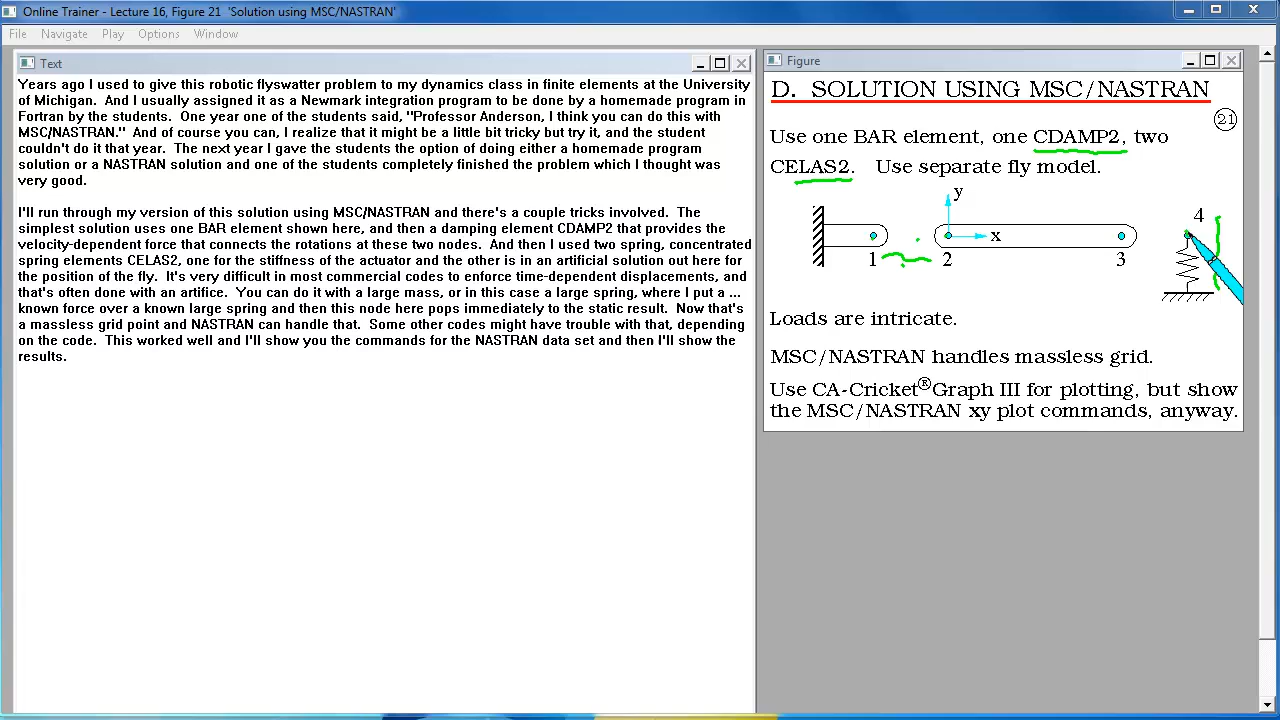 Online Trainer - Lecture 16, Figure 21 'Solution using MSC/NASTRAN'
File Navigate Play Options Window
Text
Years ago I used to give this robotic flyswatter problem to my dynamics class in finite elements at the University
of Michigan. And I usually assigned it as a Newmark integration program to be done by a homemade program in
Fortran by the students. One year one of the students said, "Professor Anderson, I think you can do this with
MSC/NASTRAN." And of course you can, I realize that it might be a little bit tricky but try it, and the student
couldn't do it that year. The next year I gave the students the option of doing either a homemade program
solution or a NASTRAN solution and one of the students completely finished the problem which I thought was
very good.
I'll run through my version of this solution using MSC/NASTRAN and there's a couple tricks involved. The
simplest solution uses one BAR element shown here, and then a damping element CDAMP2 that provides the
velocity-dependent force that connects the rotations at these two nodes. And then I used two spring, concentrated
spring elements CELAS2, one for the stiffness of the actuator and the other is in an artificial solution out here for
the position of the fly. It's very difficult in most commercial codes to enforce time-dependent displacements, and
that's often done with an artifice. You can do it with a large mass, or in this case a large spring, where I put a ...
known force over a known large spring and then this node here pops immediately to the static result. Now that's
a massless grid point and NASTRAN can handle that. Some other codes might have trouble with that, depending
on the code. This worked well and I'll show you the commands for the NASTRAN data set and then I'll show the
results.
Figure
D. SOLUTION USING MSC/NASTRAN
21
Use one BAR element, one CDAMP2, two
CELAS2. Use separate fly model.
y
4
x
1 2 3
Loads are intricate.
MSC/NASTRAN handles massless grid.
Use CA-Cricket®Graph III for plotting, but show
the MSC/NASTRAN xy plot commands, anyway.